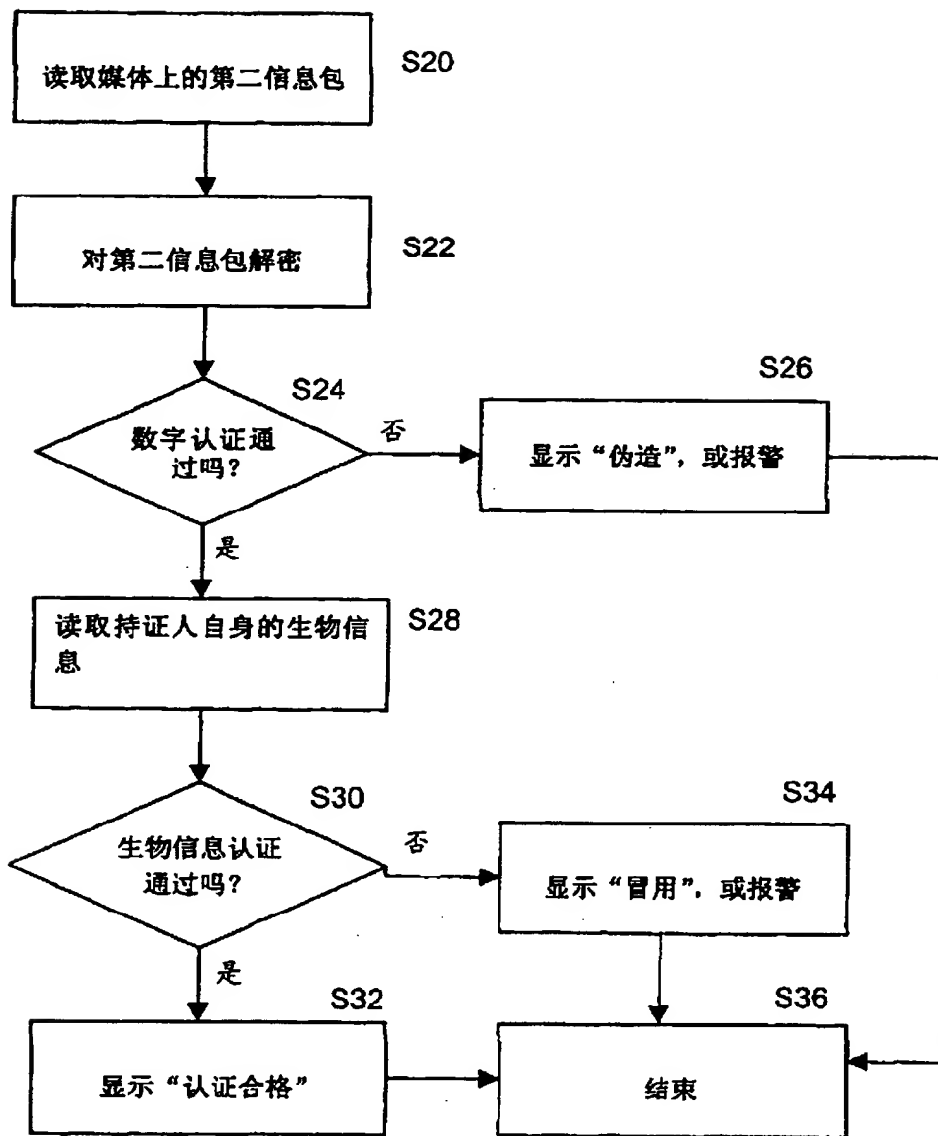 读取媒体上的第二信息包
S20
对第二信息包解密
S22
S24
数字认证通
过吗?
否
S26
显示“伪造”，或报警
是
读取持证人自身的生物信
息
S28
S30
生物信息认证
通过吗?
否
S34
显示“冒用”，或报警
是
S32
显示“认证合格”
S36
结束